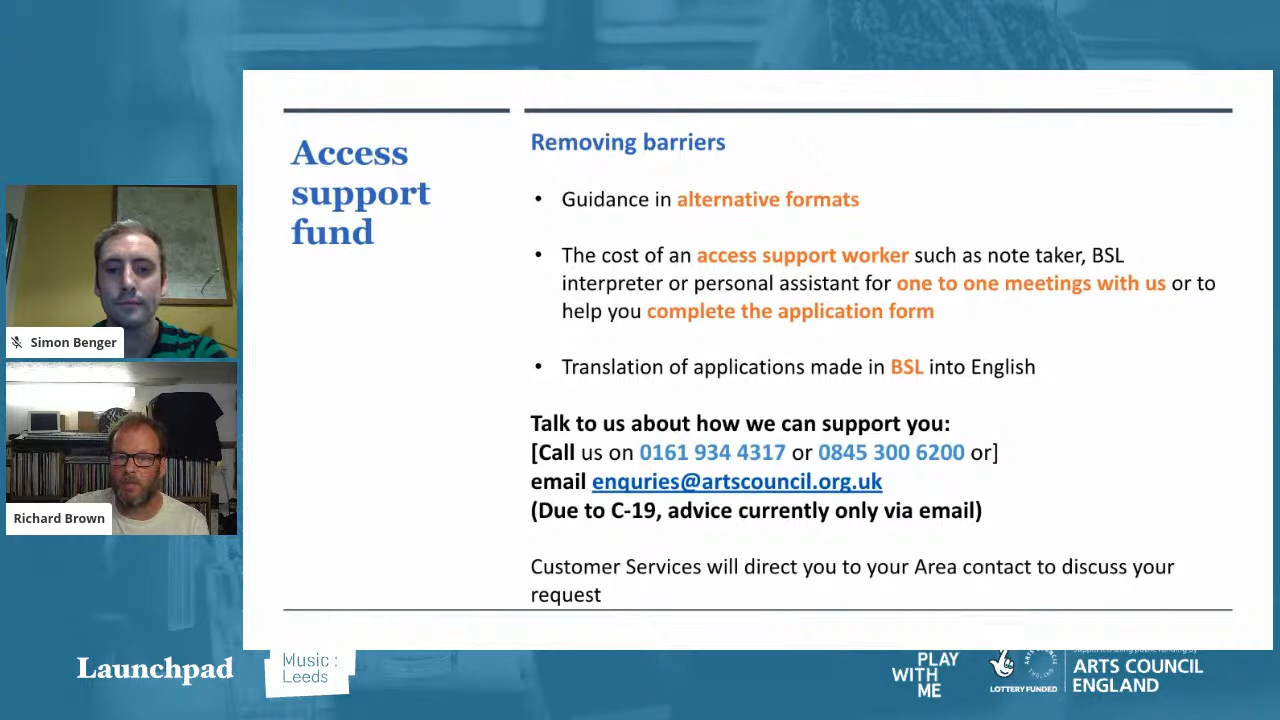 Access
support
fund
Removing barriers
• Guidance in alternative formats
• The cost of an access support worker such as note taker, BSL
interpreter or personal assistant for one to one meetings with us or to
help you complete the application form
• Translation of applications made in BSL into English
Talk to us about how we can support you:
[Call us on 0161 934 4317 or 0845 300 6200 or]
email enquries@artscouncil.org.uk
(Due to C-19, advice currently only via email)
Customer Services will direct you to your Area contact to discuss your
request
Simon Benger
Richard Brown
Launchpad
Music :
Leeds
PLAY
WITH
ME
LOTTERY FUNDED
ARTS COUNCIL
ENGLAND